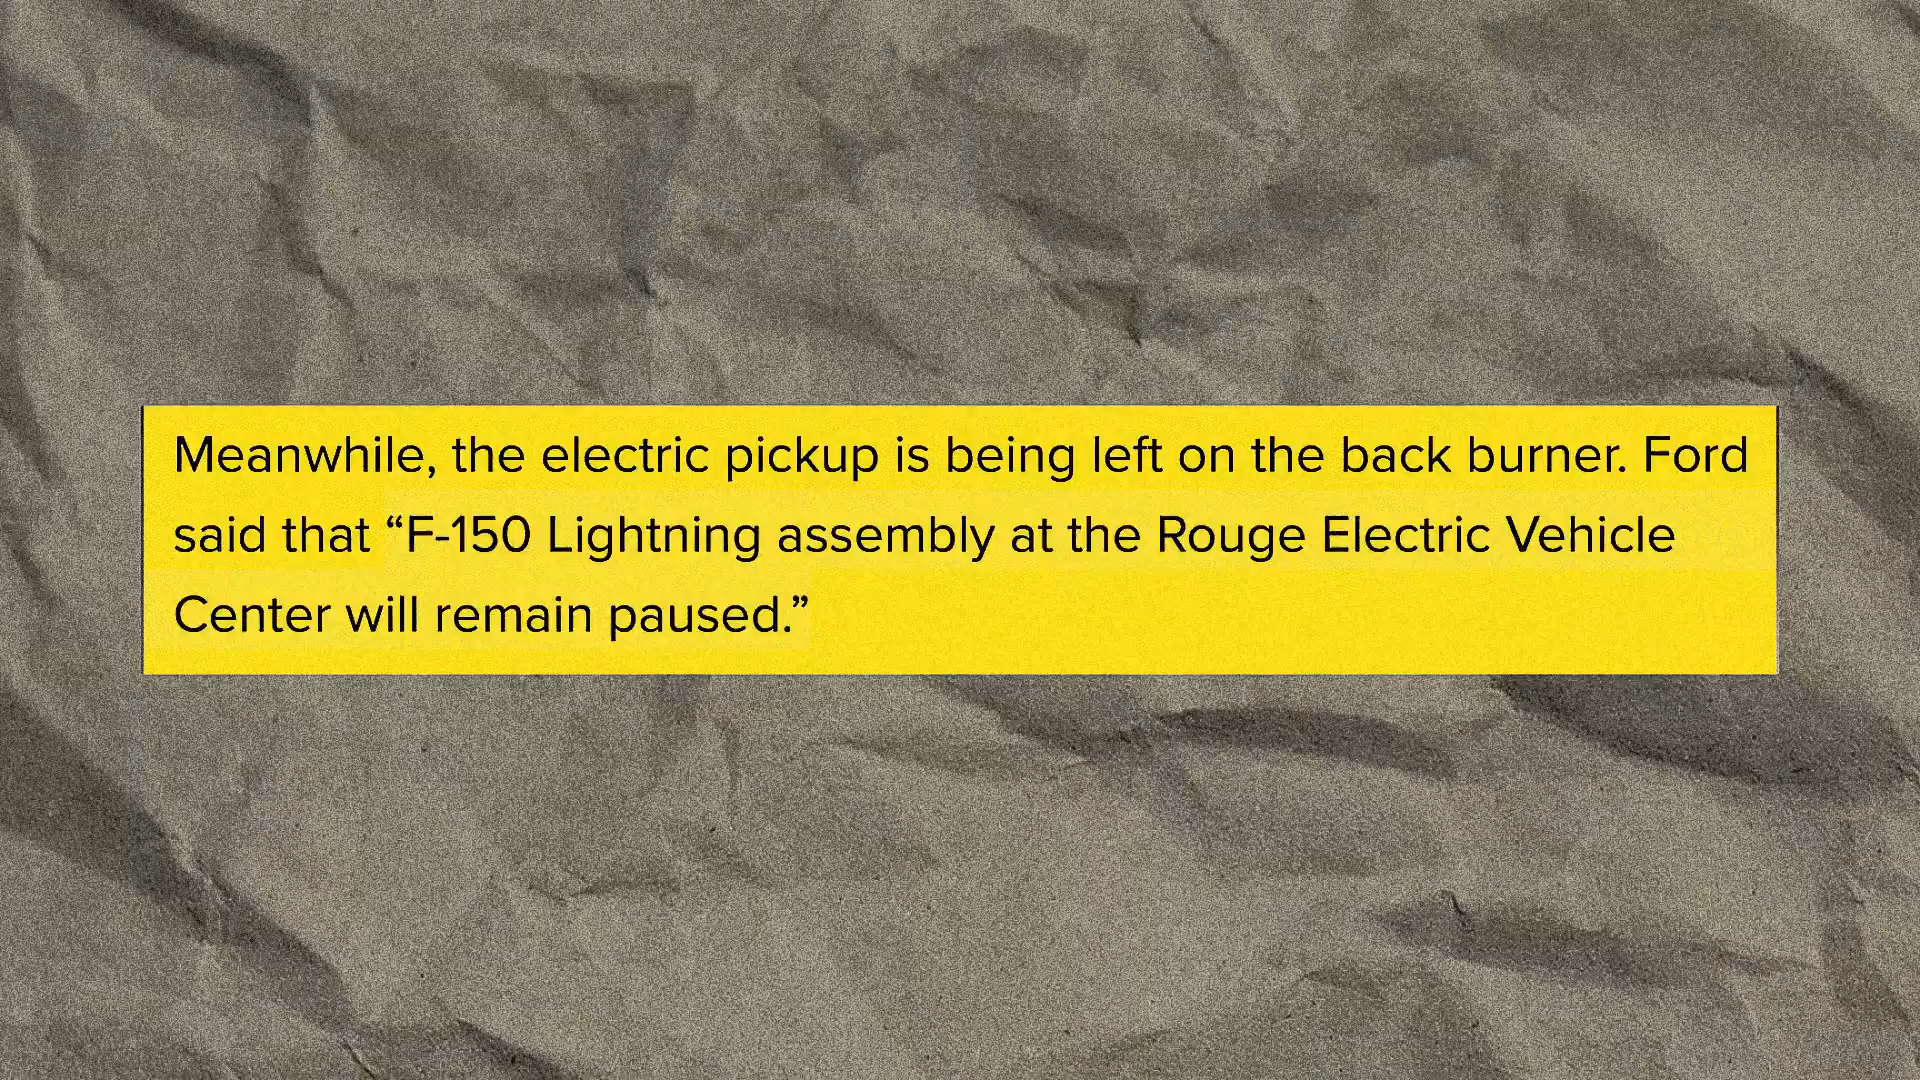 Meanwhile, the electric pickup is being left on the back burner. Ford
said that “F-150 Lightning assembly at the Rouge Electric Vehicle
Center will remain paused.”